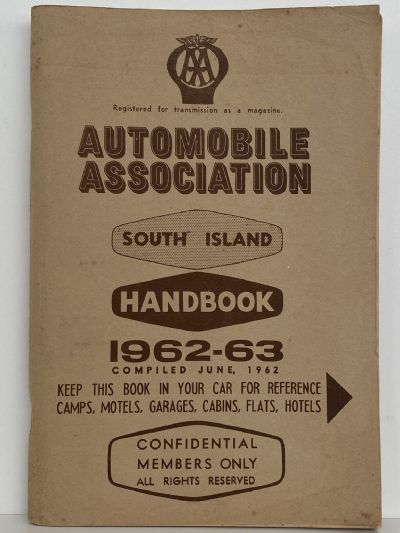 AA
Registered for transmission as a magazine.
AUTOMOBILE
ASSOCIATION
SOUTH ISLAND
HANDBOOK
1962-63
COMPILED JUNE, 1962
KEEP THIS BOOK IN YOUR CAR FOR REFERENCE
CAMPS, MOTELS, GARAGES, CABINS, FLATS, HOTELS
CONFIDENTIAL
MEMBERS ONLY
ALL RIGHTS RESERVED